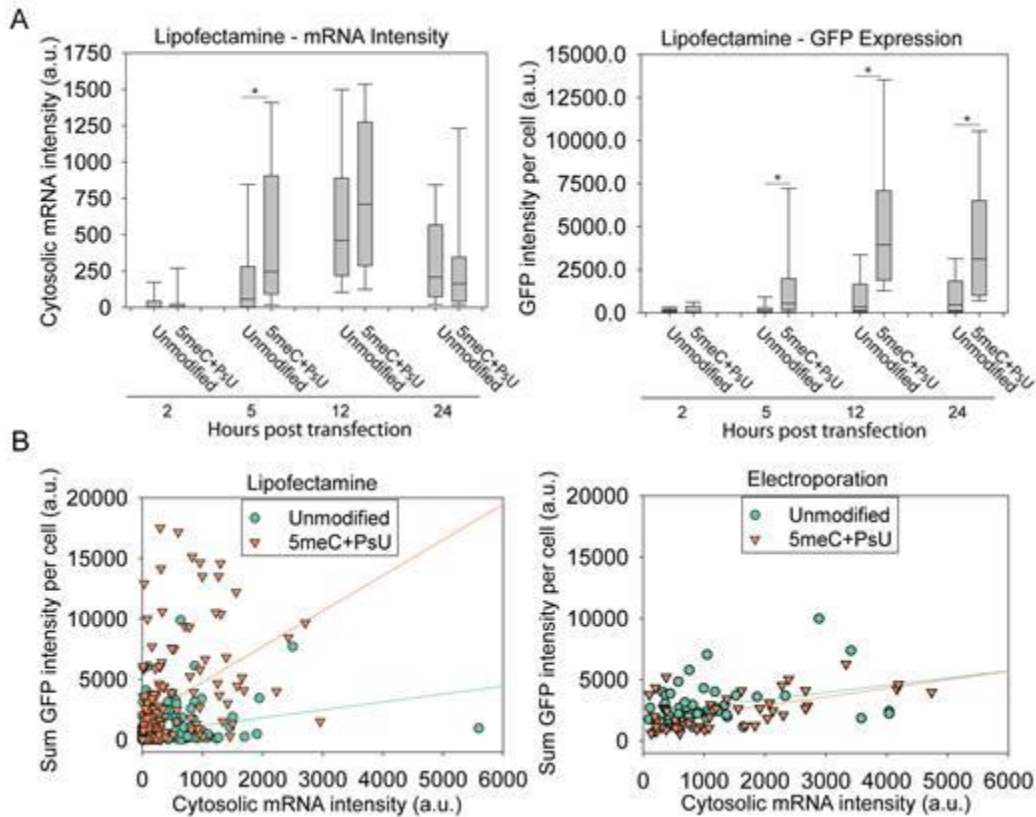 A
Lipofectamine - mRNA Intensity
Cytosolic mRNA intensity (a.u.)
1750
1500
1250
1000
750
500
250
0
*
Unmodified
5meC+PsU
Unmodified
5meC+PsU
Unmodified
5meC+PsU
Unmodified
5meC+PsU
2 5 12 24
Hours post transfection
Lipofectamine - GFP Expression
GFP intensity per cell (a.u.)
15000.0
12500.0
10000.0
7500.0
5000.0
2500.0
0.0
*
*
*
Unmodified
5meC+PsU
Unmodified
5meC+PsU
Unmodified
5meC+PsU
Unmodified
5meC+PsU
2 5 12 24
Hours post transfection
B
Lipofectamine
Sum GFP intensity per cell (a.u.)
20000
15000
10000
5000
0
Unmodified
5meC+PsU
0 1000 2000 3000 4000 5000 6000
Cytosolic mRNA intensity (a.u.)
Electroporation
Sum GFP intensity per cell (a.u.)
20000
15000
10000
5000
0
Unmodified
5meC+PsU
0 1000 2000 3000 4000 5000 6000
Cytosolic mRNA intensity (a.u.)